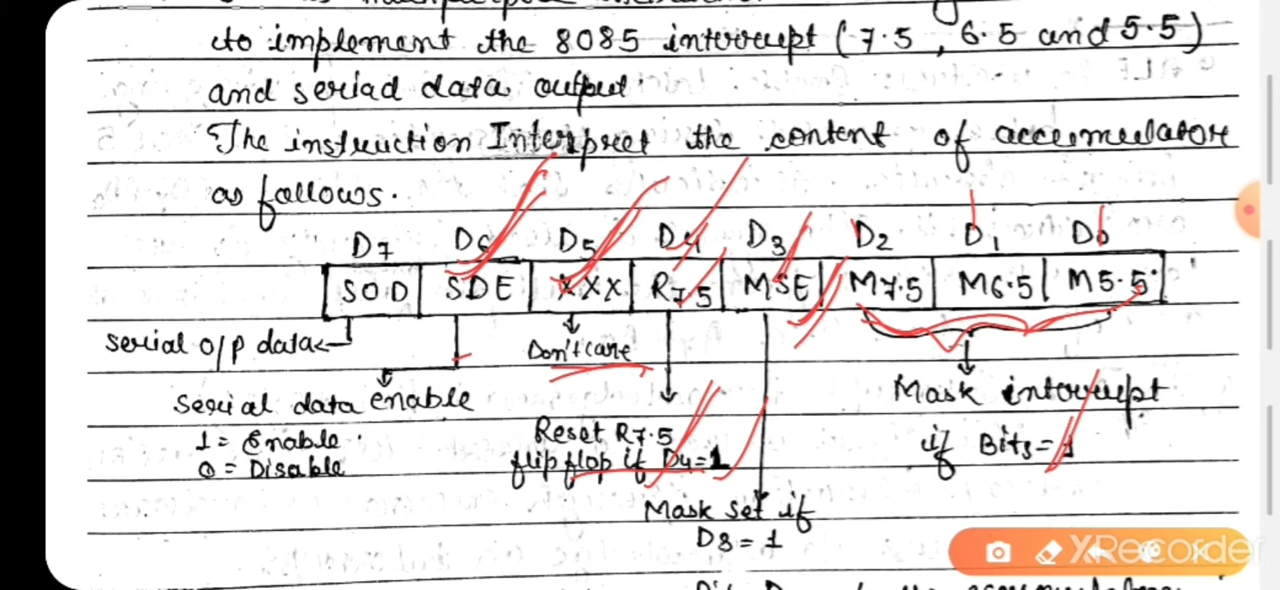 to implement the 8085 interrupt (7.5, 6.5 and 5.5)
and seriad data output.
The instruction Interpret the content of accumulator
as follows.
D7 D6 D5 D4 D3 D2 D1 D0
SOD SDE XXX R7.5 MSE M7.5 M6.5 M5.5
serial o/p data
Don't care
serial data enable
1 = Enable
0 = Disable
Mask interrupt
if Bits = 1
Reset R7.5
flip flop if D4=1
Mask set if
D3 = 1
XRecorder